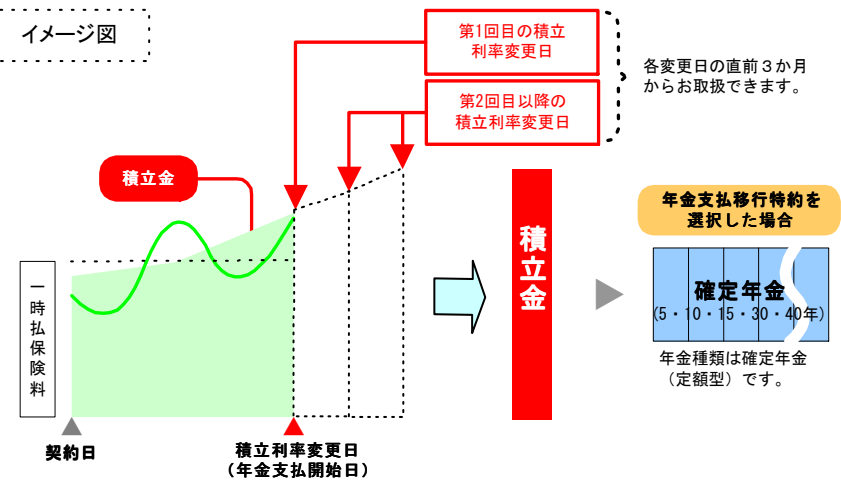 イメージ図
第1回目の積立
利率変更日
第2回目以降の
積立利率変更日
各変更日の直前３か月
からお取扱できます。
積立金
一時払保険料
契約日
積立利率変更日
（年金支払開始日）
積立金
年金支払移行特約を
選択した場合
確定年金
(5・10・15・30・40年)
年金種類は確定年金
（定額型）です。